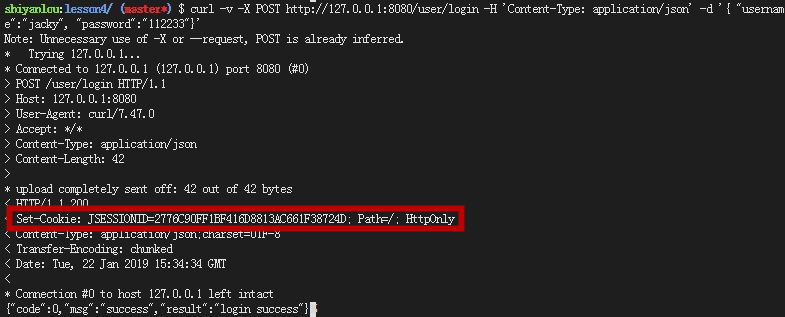 shiyanlou:lesson4/ (master*) $ curl -v -X POST http://127.0.0.1:8080/user/login -H 'Content-Type: application/json' -d '{ "usernam
e":"jacky", "password":"112233"}'
Note: Unnecessary use of -X or --request, POST is already inferred.
*   Trying 127.0.0.1...
* Connected to 127.0.0.1 (127.0.0.1) port 8080 (#0)
> POST /user/login HTTP/1.1
> Host: 127.0.0.1:8080
> User-Agent: curl/7.47.0
> Accept: */*
> Content-Type: application/json
> Content-Length: 42
>
* upload completely sent off: 42 out of 42 bytes
< HTTP/1.1 200
Set-Cookie: JSESSIONID=2776C90FF1BF416D8813AC661F38724D; Path=/; HttpOnly
< Content-Type: application/json;charset=UTF-8
< Transfer-Encoding: chunked
< Date: Tue, 22 Jan 2019 15:34:34 GMT
<
* Connection #0 to host 127.0.0.1 left intact
{"code":0,"msg":"success","result":"login success"}